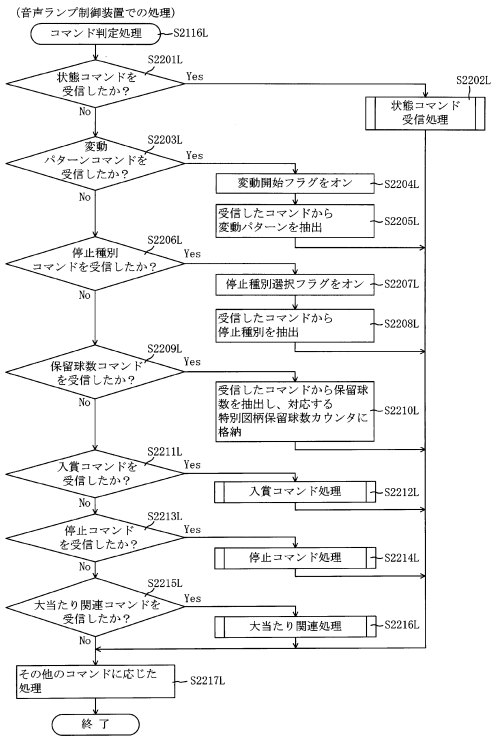 （音声ランプ制御装置での処理）
コマンド判定処理
S2116L
S2201L
状態コマンドを
受信したか？
Yes
No
S2202L
状態コマンド
受信処理
S2203L
変動
パターンコマンドを
受信したか？
Yes
No
変動開始フラグをオン
S2204L
受信したコマンドから
変動パターンを抽出
S2205L
S2206L
停止種別
コマンドを受信したか？
Yes
No
停止種別選択フラグをオン
S2207L
受信したコマンドから
停止種別を抽出
S2208L
S2209L
保留球数コマンド
を受信したか？
Yes
No
受信したコマンドから保留球
数を抽出し、対応する
特別図柄保留球数カウンタに
格納
S2210L
S2211L
入賞コマンドを
受信したか？
Yes
No
入賞コマンド処理
S2212L
S2213L
停止コマンド
を受信したか？
Yes
No
停止コマンド処理
S2214L
S2215L
大当たり関連コマンドを
受信したか？
Yes
No
大当たり関連処理
S2216L
その他のコマンドに応じた
処理
S2217L
終 了